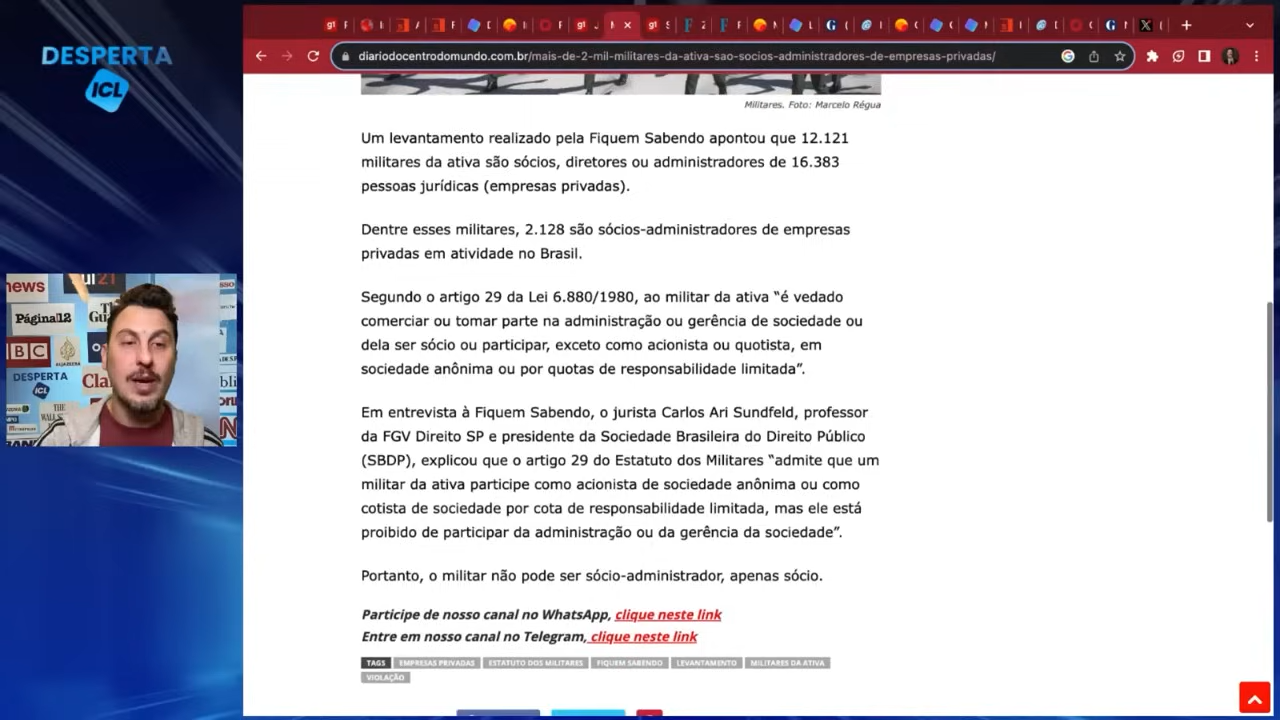 DESPERTA
ICL
diariodocentrodomundo.com.br/mais-de-2-mil-militares-da-ativa-sao-socios-administradores-de-empresas-privadas/
Militares. Foto: Marcelo Régua
Um levantamento realizado pela Fiquem Sabendo apontou que 12.121
militares da ativa são sócios, diretores ou administradores de 16.383
pessoas jurídicas (empresas privadas).
Dentre esses militares, 2.128 são sócios-administradores de empresas
privadas em atividade no Brasil.
Segundo o artigo 29 da Lei 6.880/1980, ao militar da ativa “é vedado
comerciar ou tomar parte na administração ou gerência de sociedade ou
dela ser sócio ou participar, exceto como acionista ou quotista, em
sociedade anônima ou por quotas de responsabilidade limitada”.
Em entrevista à Fiquem Sabendo, o jurista Carlos Ari Sundfeld, professor
da FGV Direito SP e presidente da Sociedade Brasileira do Direito Público
(SBDP), explicou que o artigo 29 do Estatuto dos Militares “admite que um
militar da ativa participe como acionista de sociedade anônima ou como
cotista de sociedade por cota de responsabilidade limitada, mas ele está
proibido de participar da administração ou da gerência da sociedade”.
Portanto, o militar não pode ser sócio-administrador, apenas sócio.
Participe de nosso canal no WhatsApp, clique neste link
Entre em nosso canal no Telegram, clique neste link
TAGS EMPRESAS PRIVADAS ESTATUTO DOS MILITARES FIQUEM SABENDO LEVANTAMENTO MILITARES DA ATIVA
VIOLAÇÃO
news
Página12
BBC
ALJAZEERA
DESPERTA
ICL